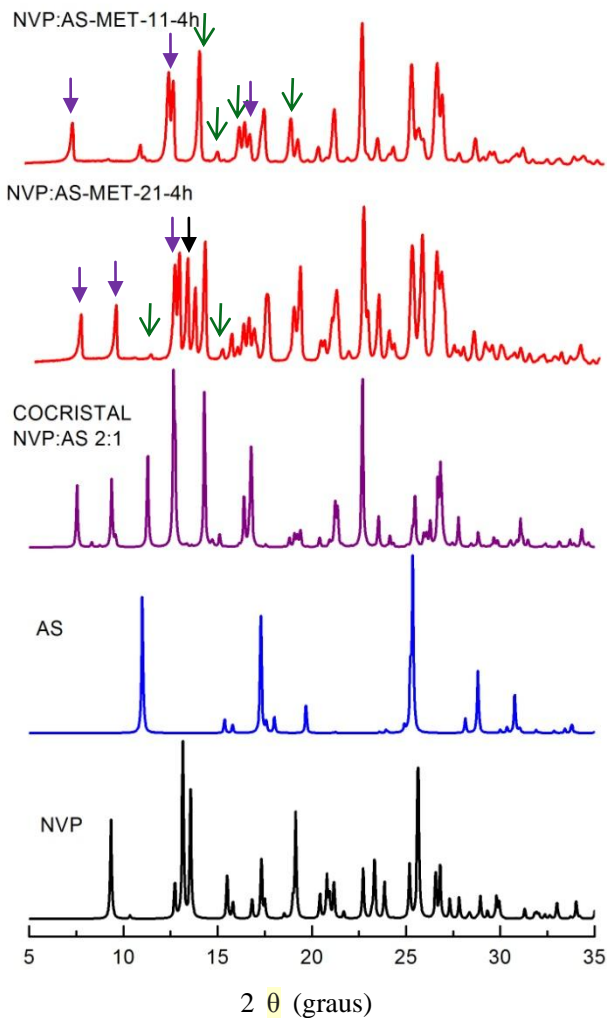 NVP:AS-MET-11-4h
NVP:AS-MET-21-4h
COCRISTAL
NVP:AS 2:1
AS
NVP
5 10 15 20 25 30 35
2 θ (graus)